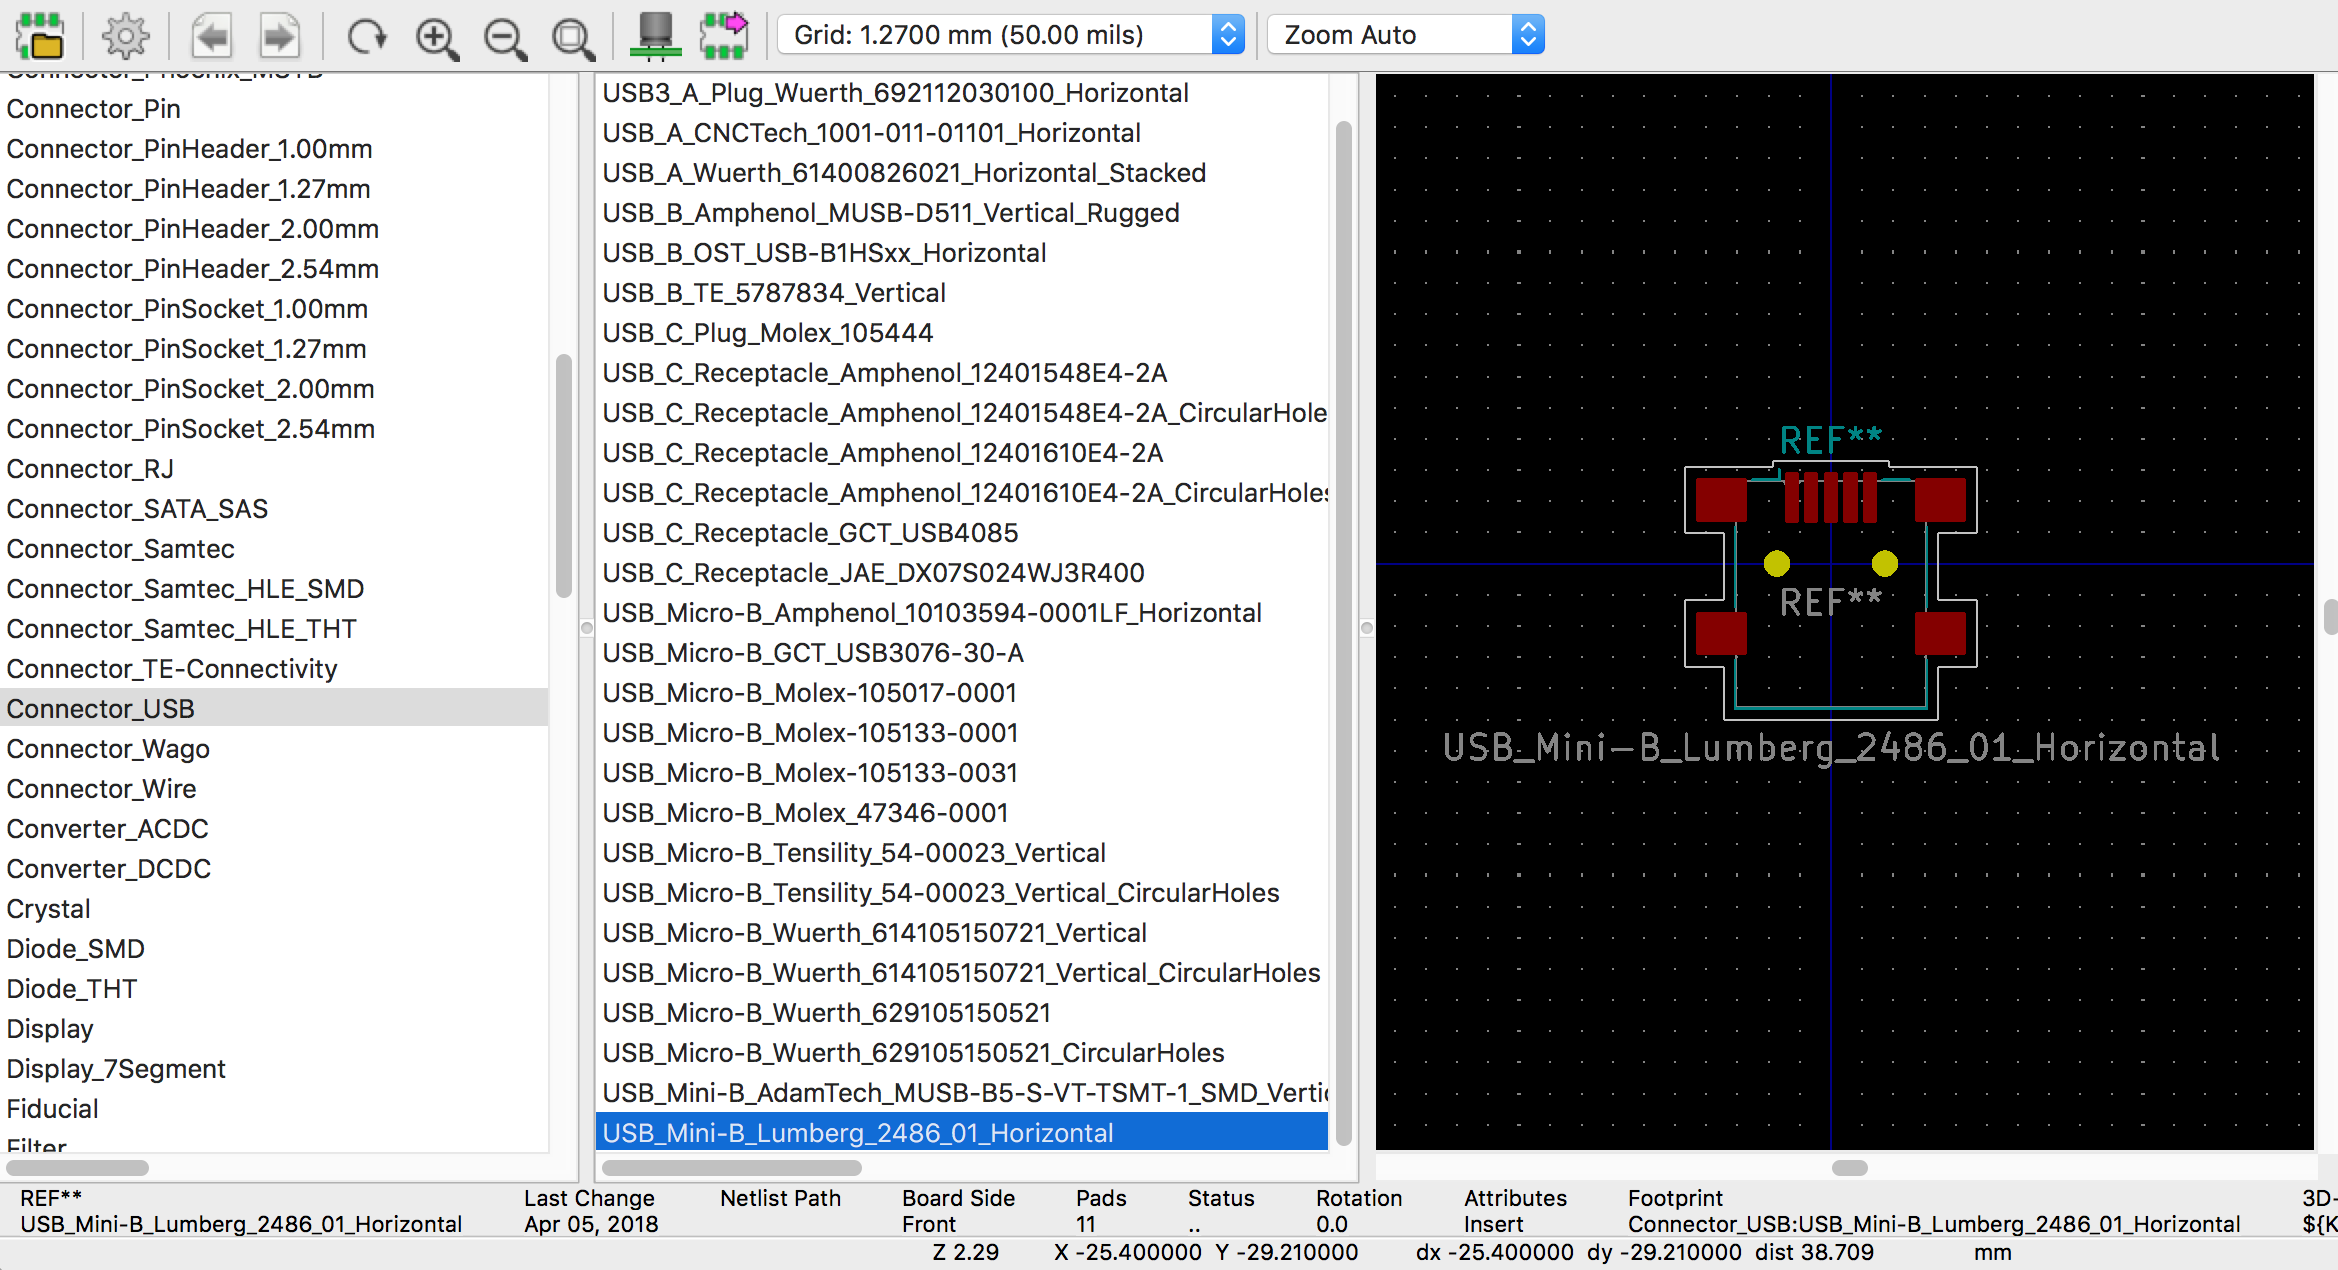 Grid: 1.2700 mm (50.00 mils)
Zoom Auto
Connector_Phoenix_MSTB
Connector_Pin
Connector_PinHeader_1.00mm
Connector_PinHeader_1.27mm
Connector_PinHeader_2.00mm
Connector_PinHeader_2.54mm
Connector_PinSocket_1.00mm
Connector_PinSocket_1.27mm
Connector_PinSocket_2.00mm
Connector_PinSocket_2.54mm
Connector_RJ
Connector_SATA_SAS
Connector_Samtec
Connector_Samtec_HLE_SMD
Connector_Samtec_HLE_THT
Connector_TE-Connectivity
Connector_USB
Connector_Wago
Connector_Wire
Converter_ACDC
Converter_DCDC
Crystal
Diode_SMD
Diode_THT
Display
Display_7Segment
Fiducial
Filter
USB3_A_Plug_Wuerth_692112030100_Horizontal
USB_A_CNCTech_1001-011-01101_Horizontal
USB_A_Wuerth_61400826021_Horizontal_Stacked
USB_B_Amphenol_MUSB-D511_Vertical_Rugged
USB_B_OST_USB-B1HSxx_Horizontal
USB_B_TE_5787834_Vertical
USB_C_Plug_Molex_105444
USB_C_Receptacle_Amphenol_12401548E4-2A
USB_C_Receptacle_Amphenol_12401548E4-2A_CircularHole
USB_C_Receptacle_Amphenol_12401610E4-2A
USB_C_Receptacle_Amphenol_12401610E4-2A_CircularHoles
USB_C_Receptacle_GCT_USB4085
USB_C_Receptacle_JAE_DX07S024WJ3R400
USB_Micro-B_Amphenol_10103594-0001LF_Horizontal
USB_Micro-B_GCT_USB3076-30-A
USB_Micro-B_Molex-105017-0001
USB_Micro-B_Molex-105133-0001
USB_Micro-B_Molex-105133-0031
USB_Micro-B_Molex_47346-0001
USB_Micro-B_Tensility_54-00023_Vertical
USB_Micro-B_Tensility_54-00023_Vertical_CircularHoles
USB_Micro-B_Wuerth_614105150721_Vertical
USB_Micro-B_Wuerth_614105150721_Vertical_CircularHoles
USB_Micro-B_Wuerth_629105150521
USB_Micro-B_Wuerth_629105150521_CircularHoles
USB_Mini-B_AdamTech_MUSB-B5-S-VT-TSMT-1_SMD_Vertic
USB_Mini-B_Lumberg_2486_01_Horizontal
REF**
REF**
USB_Mini-B_Lumberg_2486_01_Horizontal
REF** Last Change Netlist Path Board Side Pads Status Rotation Attributes Footprint 3D-
USB_Mini-B_Lumberg_2486_01_Horizontal Apr 05, 2018 Front 11 .. 0.0 Insert Connector_USB:USB_Mini-B_Lumberg_2486_01_Horizontal ${K
Z 2.29 X -25.400000 Y -29.210000 dx -25.400000 dy -29.210000 dist 38.709 mm